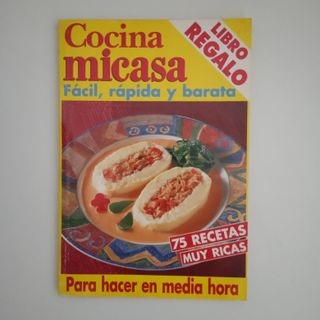 Cocina
micasa
Fácil, rápida y barata
LIBRO
REGALO
75 RECETAS
MUY RICAS
Para hacer en media hora